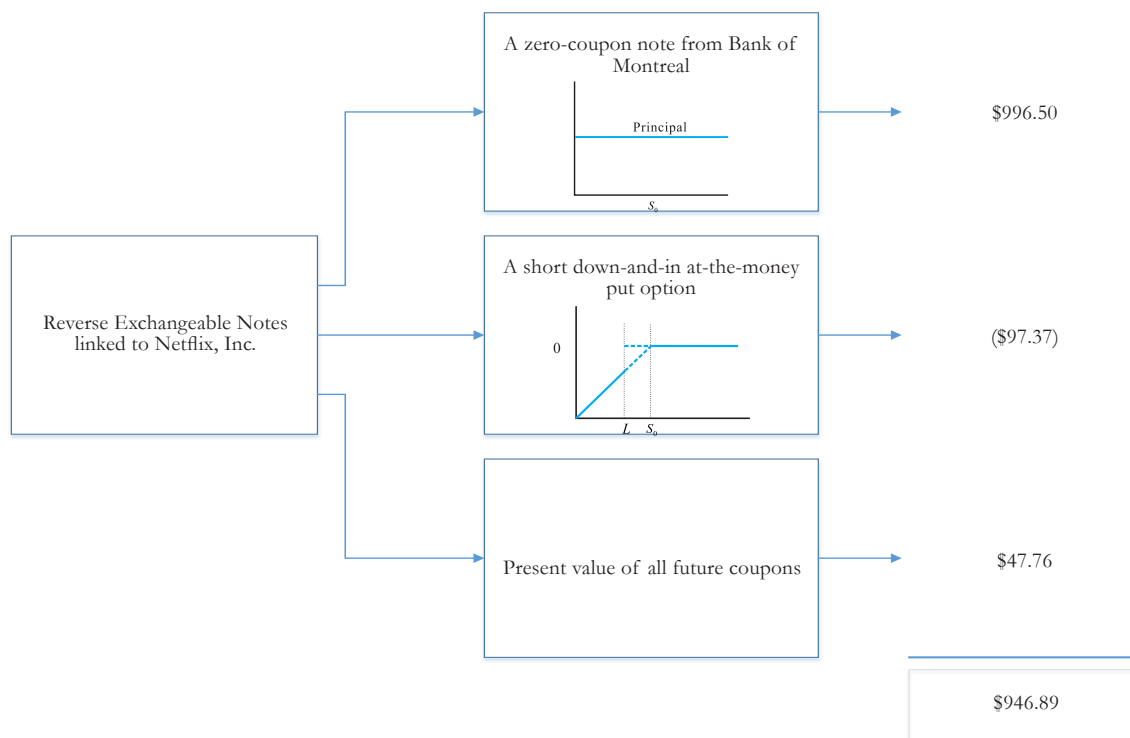 A zero-coupon note from Bank of
Montreal
Principal
S₀
$996.50
Reverse Exchangeable Notes
linked to Netflix, Inc.
A short down-and-in at-the-money
put option
0
L S₀
($97.37)
Present value of all future coupons
$47.76
$946.89